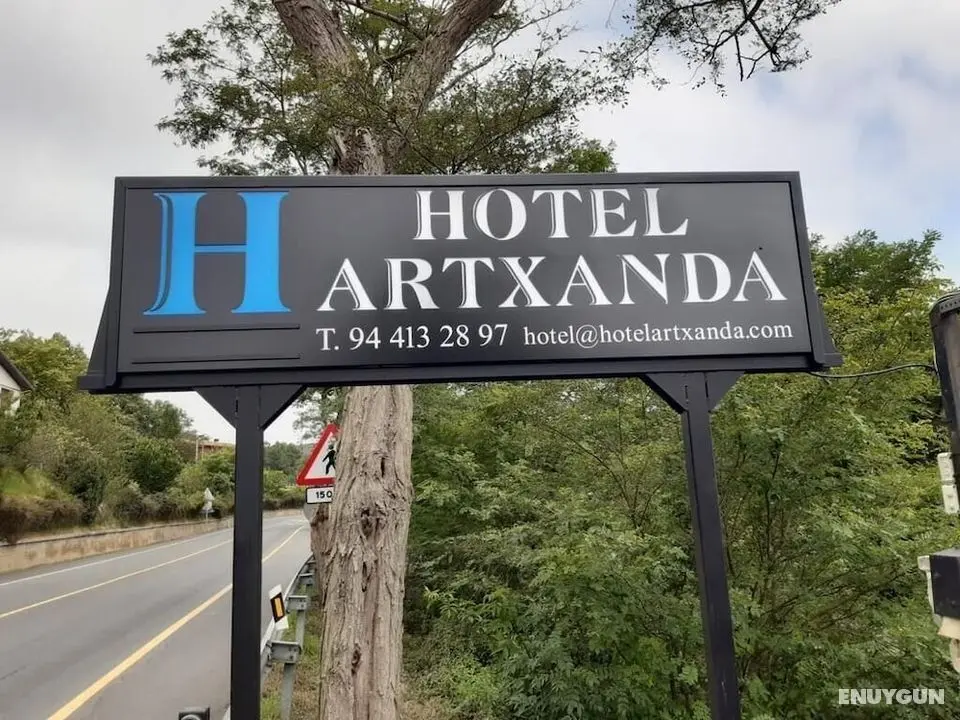 H
HOTEL
ARTXANDA
T. 94 413 28 97 hotel@hotelartxanda.com
150
ENUYGUN